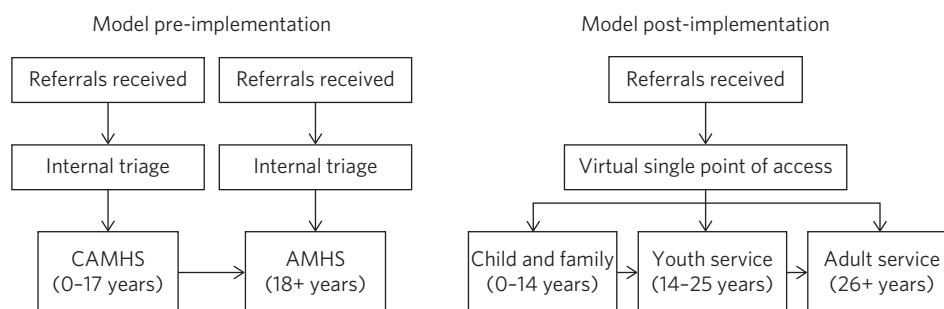 Model pre-implementation
Referrals received
Referrals received
Internal triage
Internal triage
CAMHS
(0–17 years)
AMHS
(18+ years)
Model post-implementation
Referrals received
Virtual single point of access
Child and family
(0–14 years)
Youth service
(14–25 years)
Adult service
(26+ years)